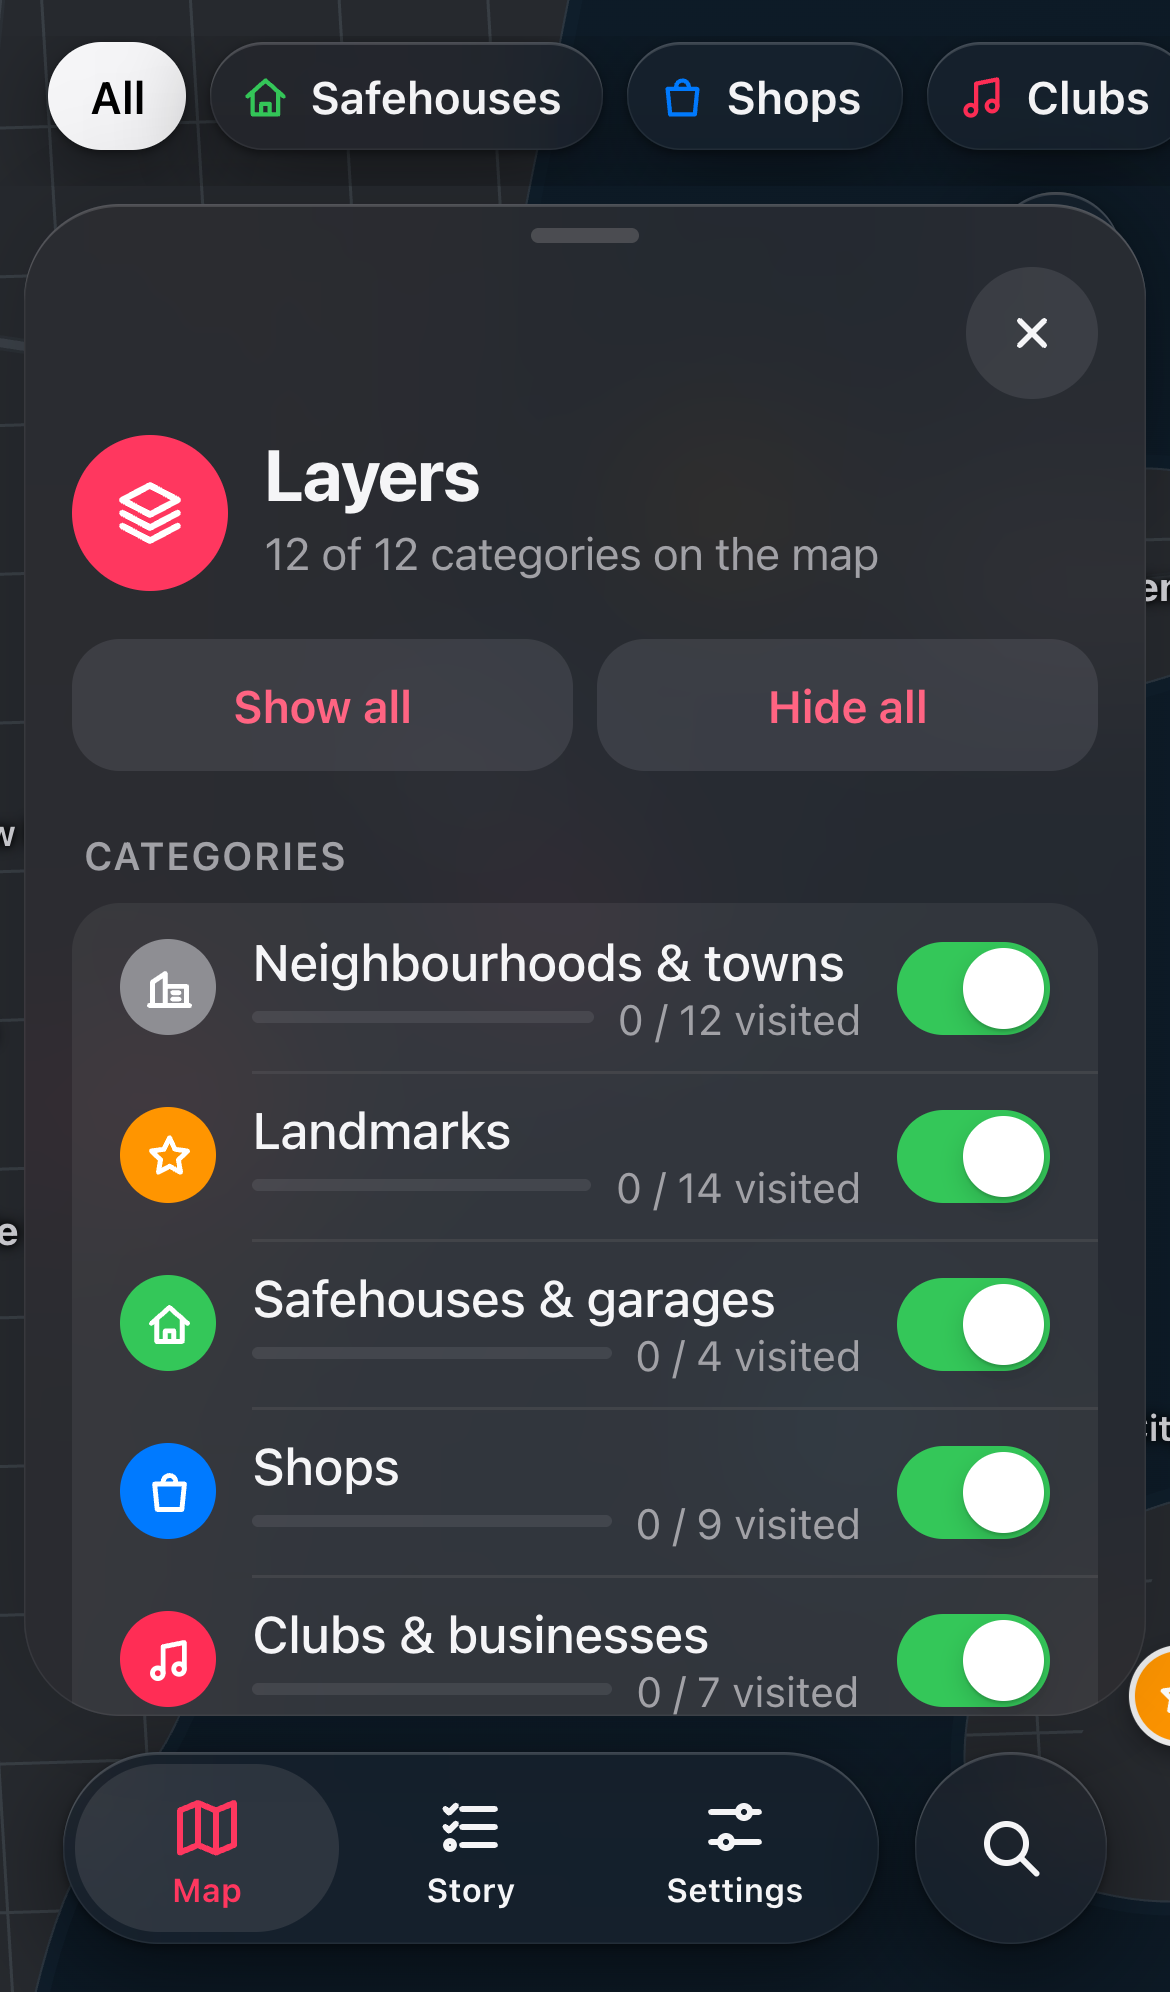 All
Safehouses
Shops
Clubs
Layers
12 of 12 categories on the map
Show all
Hide all
CATEGORIES
Neighbourhoods & towns
0 / 12 visited
Landmarks
0 / 14 visited
Safehouses & garages
0 / 4 visited
Shops
0 / 9 visited
Clubs & businesses
0 / 7 visited
Map
Story
Settings